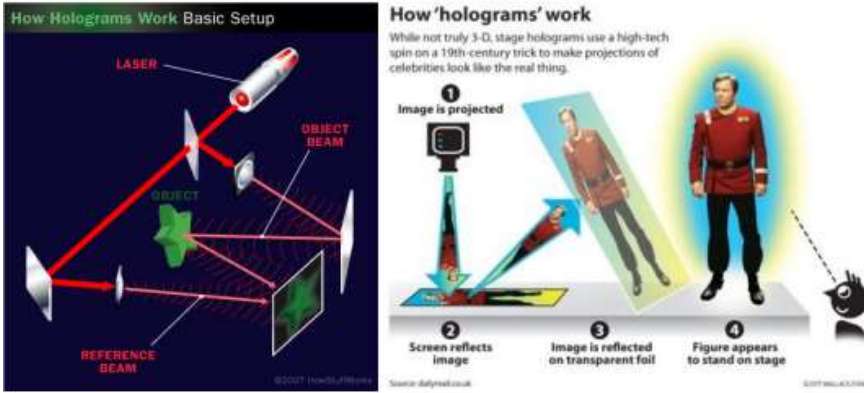 How Holograms Work Basic Setup
LASER
OBJECT
BEAM
OBJECT
REFERENCE
BEAM
©2007 HowStuffWorks
How 'holograms' work
While not truly 3-D, stage holograms use a high-tech
spin on a 19th-century trick to make projections of
celebrities look like the real thing.
1
Image is projected
2
Screen reflects
image
3
Image is reflected
on transparent foil
4
Figure appears
to stand on stage
Source: dailymail.co.uk